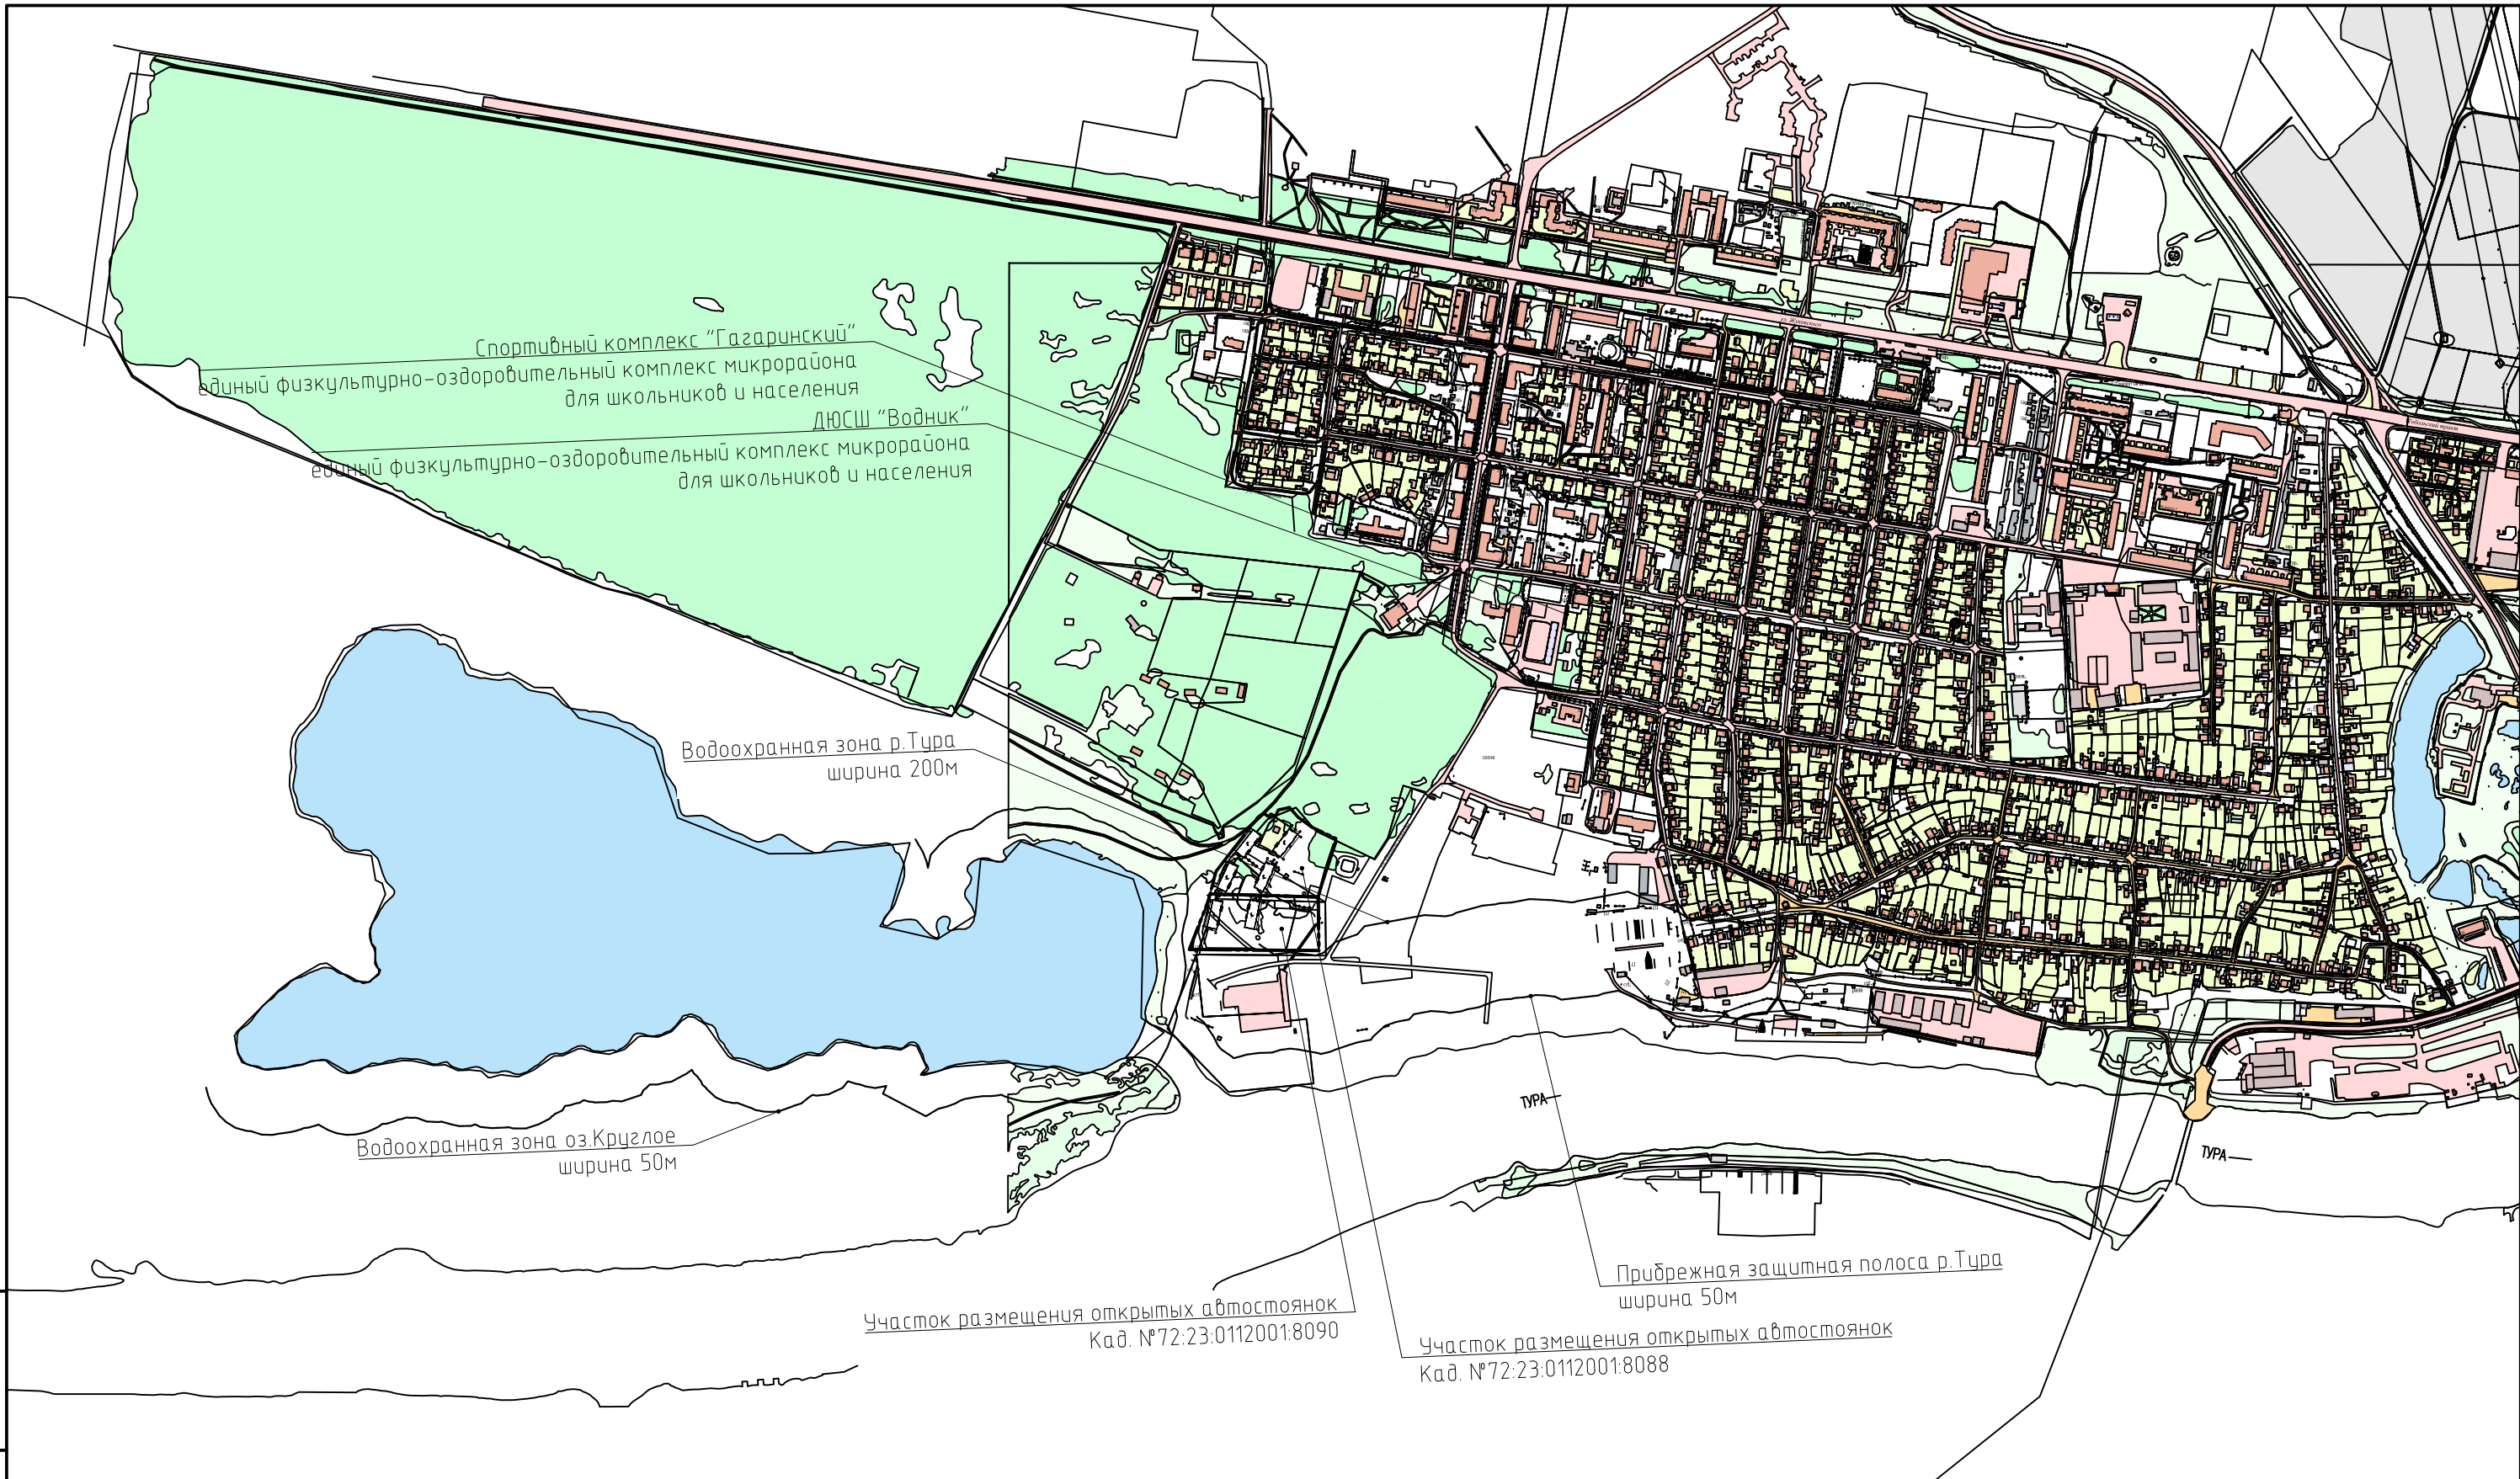 Спортивный комплекс "Гагаринский"
единый физкультурно-оздоровительный комплекс микрорайона
для школьников и населения
ДЮСШ "Водник"
единый физкультурно-оздоровительный комплекс микрорайона
для школьников и населения
Водоохранная зона р.Тура
ширина 200м
Водоохранная зона оз.Круглое
ширина 50м
ТУРА
ТУРА
Прибрежная защитная полоса р.Тура
ширина 50м
Участок размещения открытых автостоянок
Кад. №72:23:0112001:8090
Участок размещения открытых автостоянок
Кад. №72:23:0112001:8088